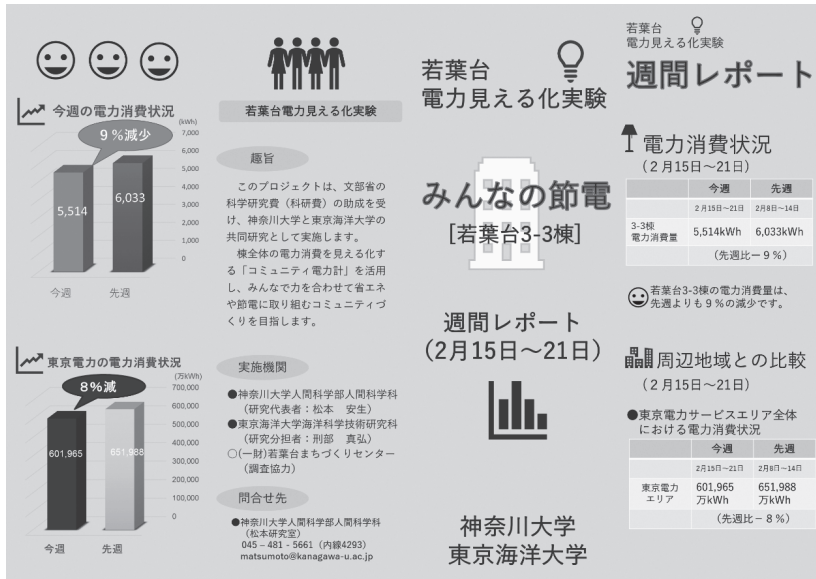 今週の電力消費状況
(kWh)
9％減少
7,000
6,000
5,000
4,000
3,000
2,000
1,000
0
5,514
6,033
今週
先週
東京電力の電力消費状況
(万kWh)
8％減
700,000
600,000
500,000
400,000
300,000
200,000
100,000
0
601,965
651,988
今週
先週
若葉台電力見える化実験
趣旨
このプロジェクトは、文部省の
科学研究費（科研費）の助成を受
け、神奈川大学と東京海洋大学の
共同研究として実施します。
棟全体の電力消費を見える化す
る「コミュニティ電力計」を活用
し、みんなで力を合わせて省エネ
や節電に取り組むコミュニティづ
くりを目指します。
実施機関
●神奈川大学人間科学部人間科学科
（研究代表者：松本　安生）
●東京海洋大学海洋科学技術研究科
（研究分担者：刑部　真弘）
○(一財)若葉台まちづくりセンター
（調査協力）
問合せ先
●神奈川大学人間科学部人間科学科
（松本研究室）
045－481－5661（内線4293）
matsumoto@kanagawa-u.ac.jp
若葉台
電力見える化実験
みんなの節電
[若葉台3-3棟]
週間レポート
（2月15日～21日）
神奈川大学
東京海洋大学
若葉台
電力見える化実験
週間レポート
電力消費状況
（２月15日～21日）
今週 先週
２月15日～21日 ２月8日～14日
3-3棟
電力消費量 5,514kWh 6,033kWh
（先週比－９％）
若葉台3-3棟の電力消費量は、
先週よりも９％の減少です。
周辺地域との比較
（２月15日～21日）
●東京電力サービスエリア全体
における電力消費状況
今週 先週
２月15日～21日 ２月8日～14日
東京電力
エリア
601,965
万kWh
651,988
万kWh
（先週比－８％）